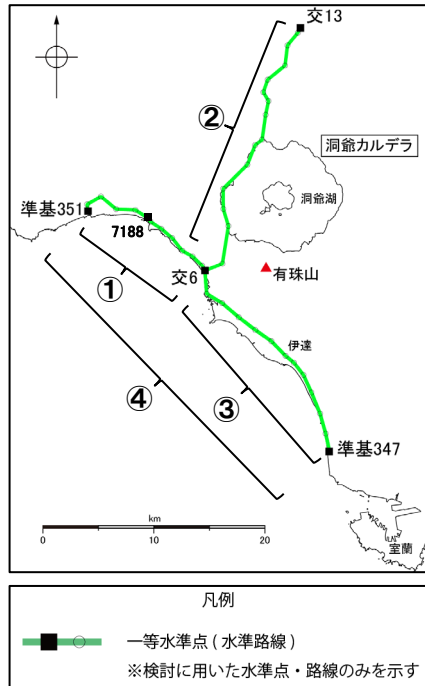 交13
②
洞爺カルデラ
洞爺湖
準基351
7188
交6
有珠山
①
伊達
④
③
準基347
km
0 10 20
室蘭
凡例
一等水準点 ( 水準路線 )
※検討に用いた水準点・路線のみを示す